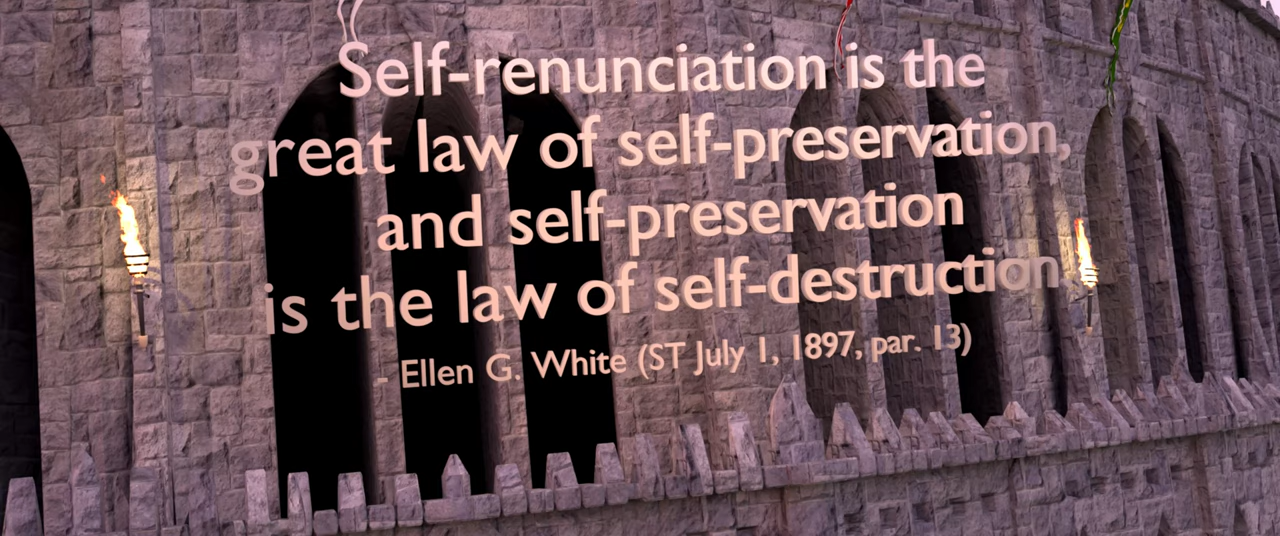 Self-renunciation is the
great law of self-preservation,
and self-preservation
is the law of self-destruction
- Ellen G. White (ST July 1, 1897, par. 13)